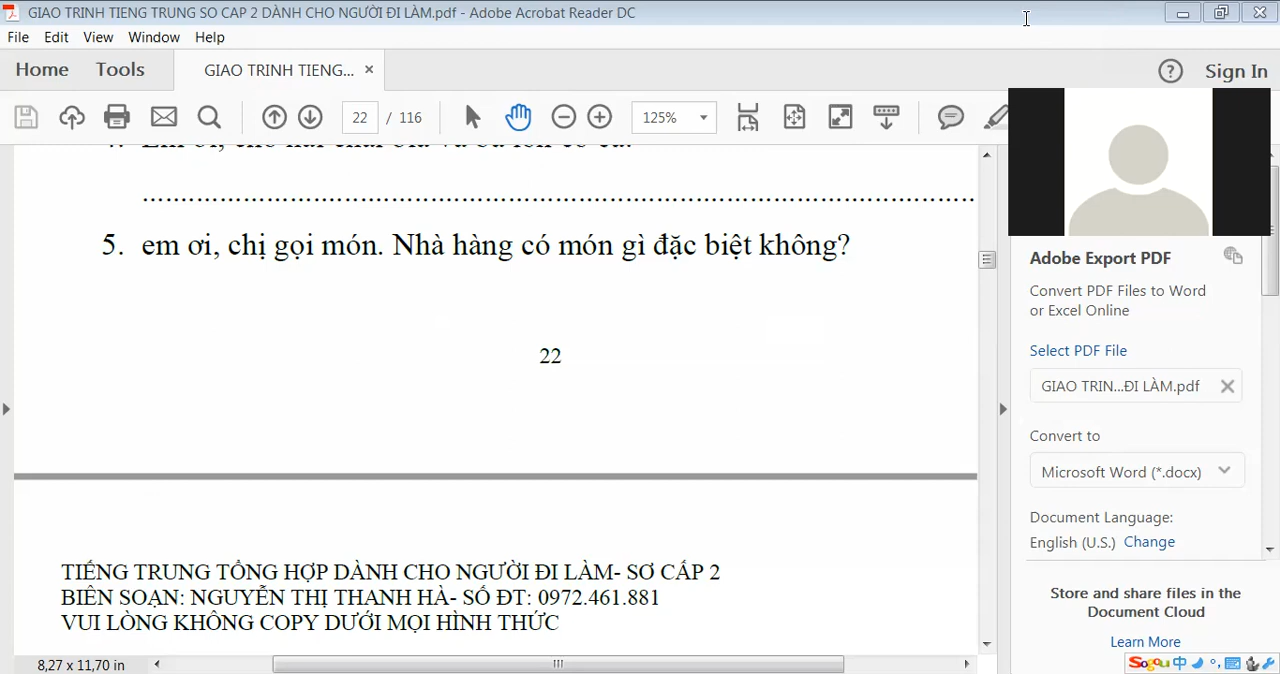 GIAO TRINH TIENG TRUNG SO CAP 2 DÀNH CHO NGƯỜI ĐI LÀM.pdf - Adobe Acrobat Reader DC
File Edit View Window Help
Home Tools GIAO TRINH TIENG... × ? Sign In
22 / 116 125%
5. em ơi, chị gọi món. Nhà hàng có món gì đặc biệt không?
22
TIẾNG TRUNG TỔNG HỢP DÀNH CHO NGƯỜI ĐI LÀM- SƠ CẤP 2
BIÊN SOẠN: NGUYỄN THỊ THANH HÀ- SỐ ĐT: 0972.461.881
VUI LÒNG KHÔNG COPY DƯỚI MỌI HÌNH THỨC
8,27 x 11,70 in
Adobe Export PDF
Convert PDF Files to Word
or Excel Online
Select PDF File
GIAO TRIN...ĐI LÀM.pdf
Convert to
Microsoft Word (*.docx)
Document Language:
English (U.S.) Change
Store and share files in the
Document Cloud
Learn More
Sogou 中